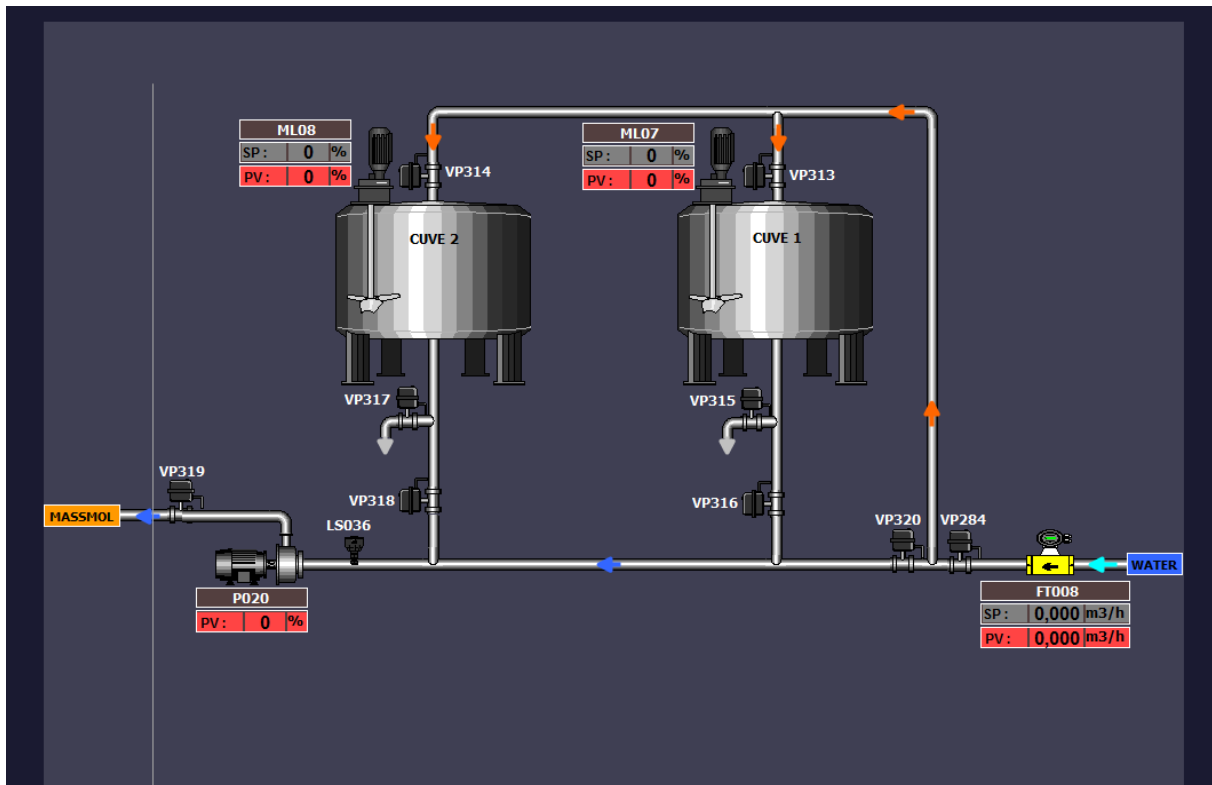 ML08
SP : 0 %
PV : 0 %
VP314
CUVE 2
ML07
SP : 0 %
PV : 0 %
VP313
CUVE 1
VP317
VP315
VP319
VP318
VP316
MASSMOL
LS036
VP320
VP284
WATER
P020
PV : 0 %
FT008
SP : 0,000 m3/h
PV : 0,000 m3/h